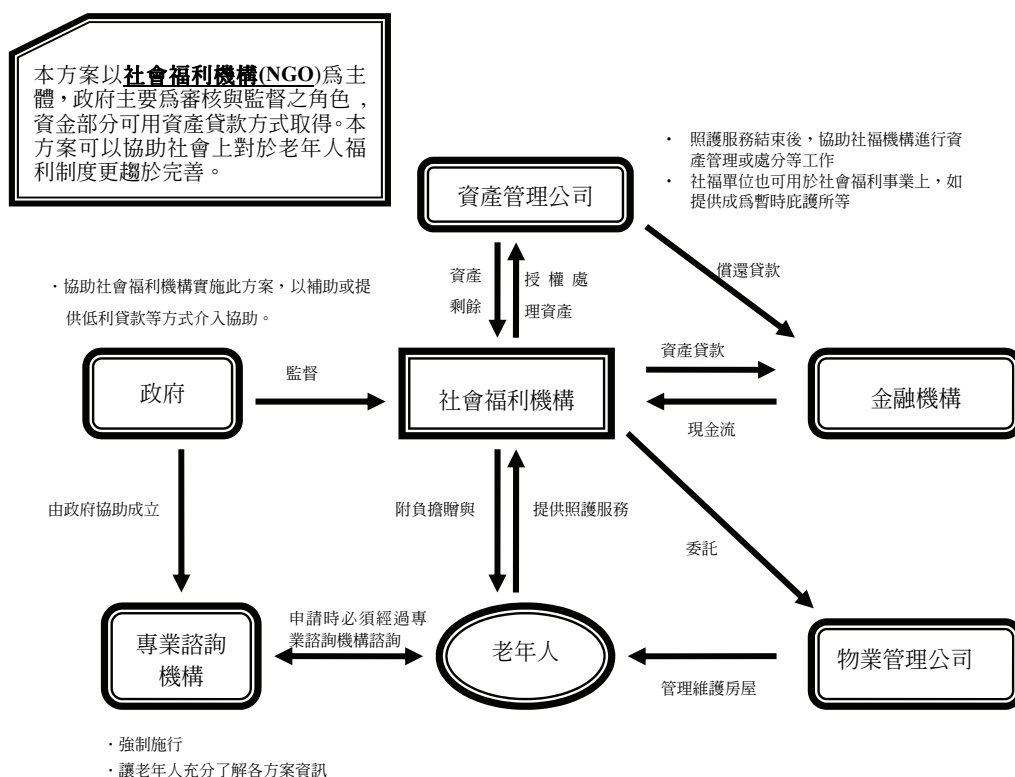 本方案以社會福利機構(NGO)爲主
體，政府主要爲審核與監督之角色，
資金部分可用資產貸款方式取得。本
方案可以協助社會上對於老年人福
利制度更趨於完善。
· 照護服務結束後，協助社福機構進行資
產管理或處分等工作
· 社福單位也可用於社會福利事業上，如
提供成爲暫時庇護所等
資產管理公司
資產
剩餘
授權處
理資產
償還貸款
·協助社會福利機構實施此方案，以補助或提
供低利貸款等方式介入協助。
政府
監督
社會福利機構
資產貸款
現金流
金融機構
由政府協助成立
附負擔贈與
提供照護服務
委託
專業諮詢
機構
申請時必須經過專
業諮詢機構諮詢
老年人
管理維護房屋
物業管理公司
·強制施行
·讓老年人充分了解各方案資訊